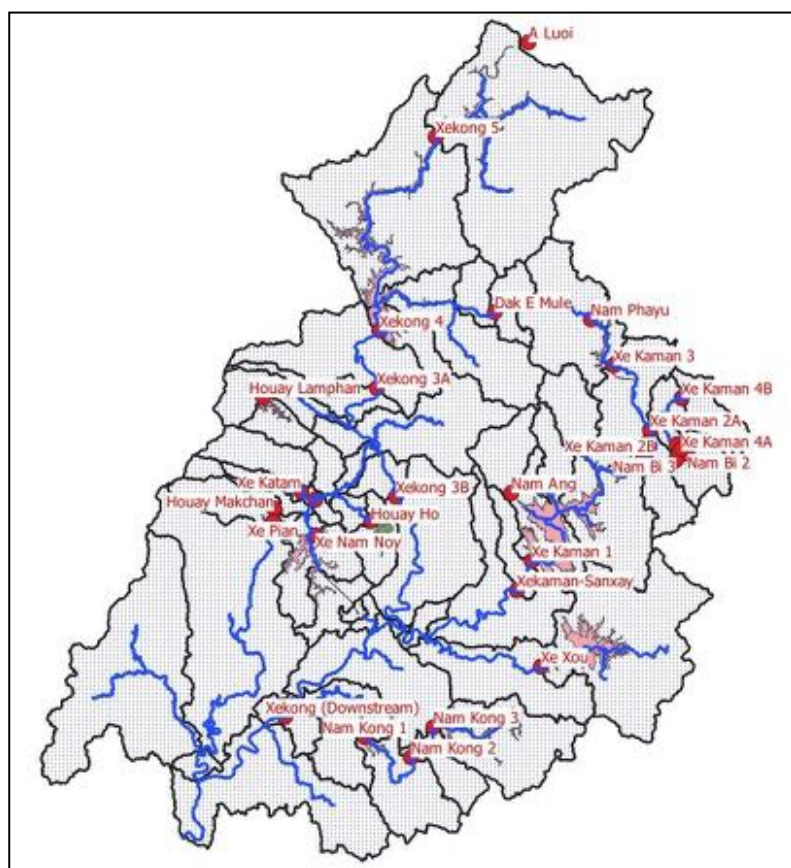 A Luoi
Xekong 5
Dak E Mule
Nam Phayu
Xekong 4
Xe Kaman 3
Xekong 3A
Houay Lamphan
Xe Kaman 4B
Xe Kaman 2A
Xe Kaman 2B
Xe Kaman 4A
Nam Bi 3
Nam Bi 2
Xe Katam
Xekong 3B
Nam Ang
Houay Makchan
Houay Ho
Xe Pian
Xe Nam Noy
Xe Kaman 1
Xekaman-Sanxay
Xe Xou
Xekong (Downstream)
Nam Kong 1
Nam Kong 3
Nam Kong 2